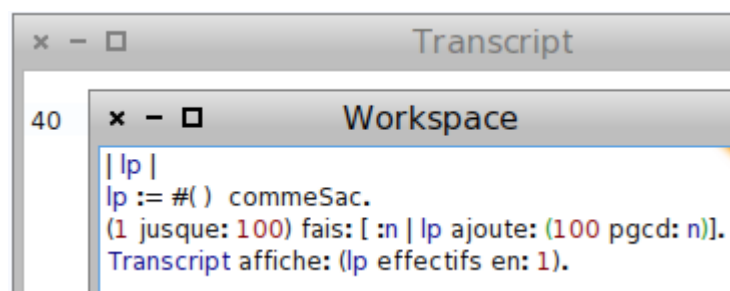 Transcript
40
Workspace
| lp |
lp := #( ) commeSac.
(1 jusque: 100) fais: [ :n | lp ajoute: (100 pgcd: n)].
Transcript affiche: (lp effectifs en: 1).